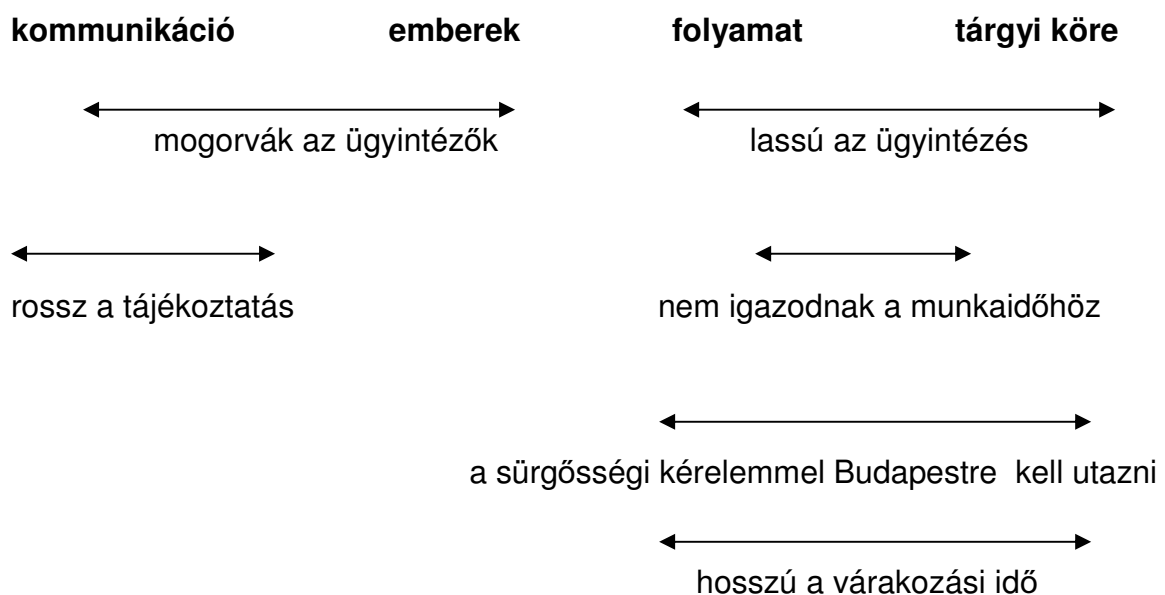 kommunikáció emberek folyamat tárgyi köre
mogorvák az ügyintézők lassú az ügyintézés
rossz a tájékoztatás nem igazodnak a munkaidőhöz
a sürgősségi kérelemmel Budapestre kell utazni
hosszú a várakozási idő